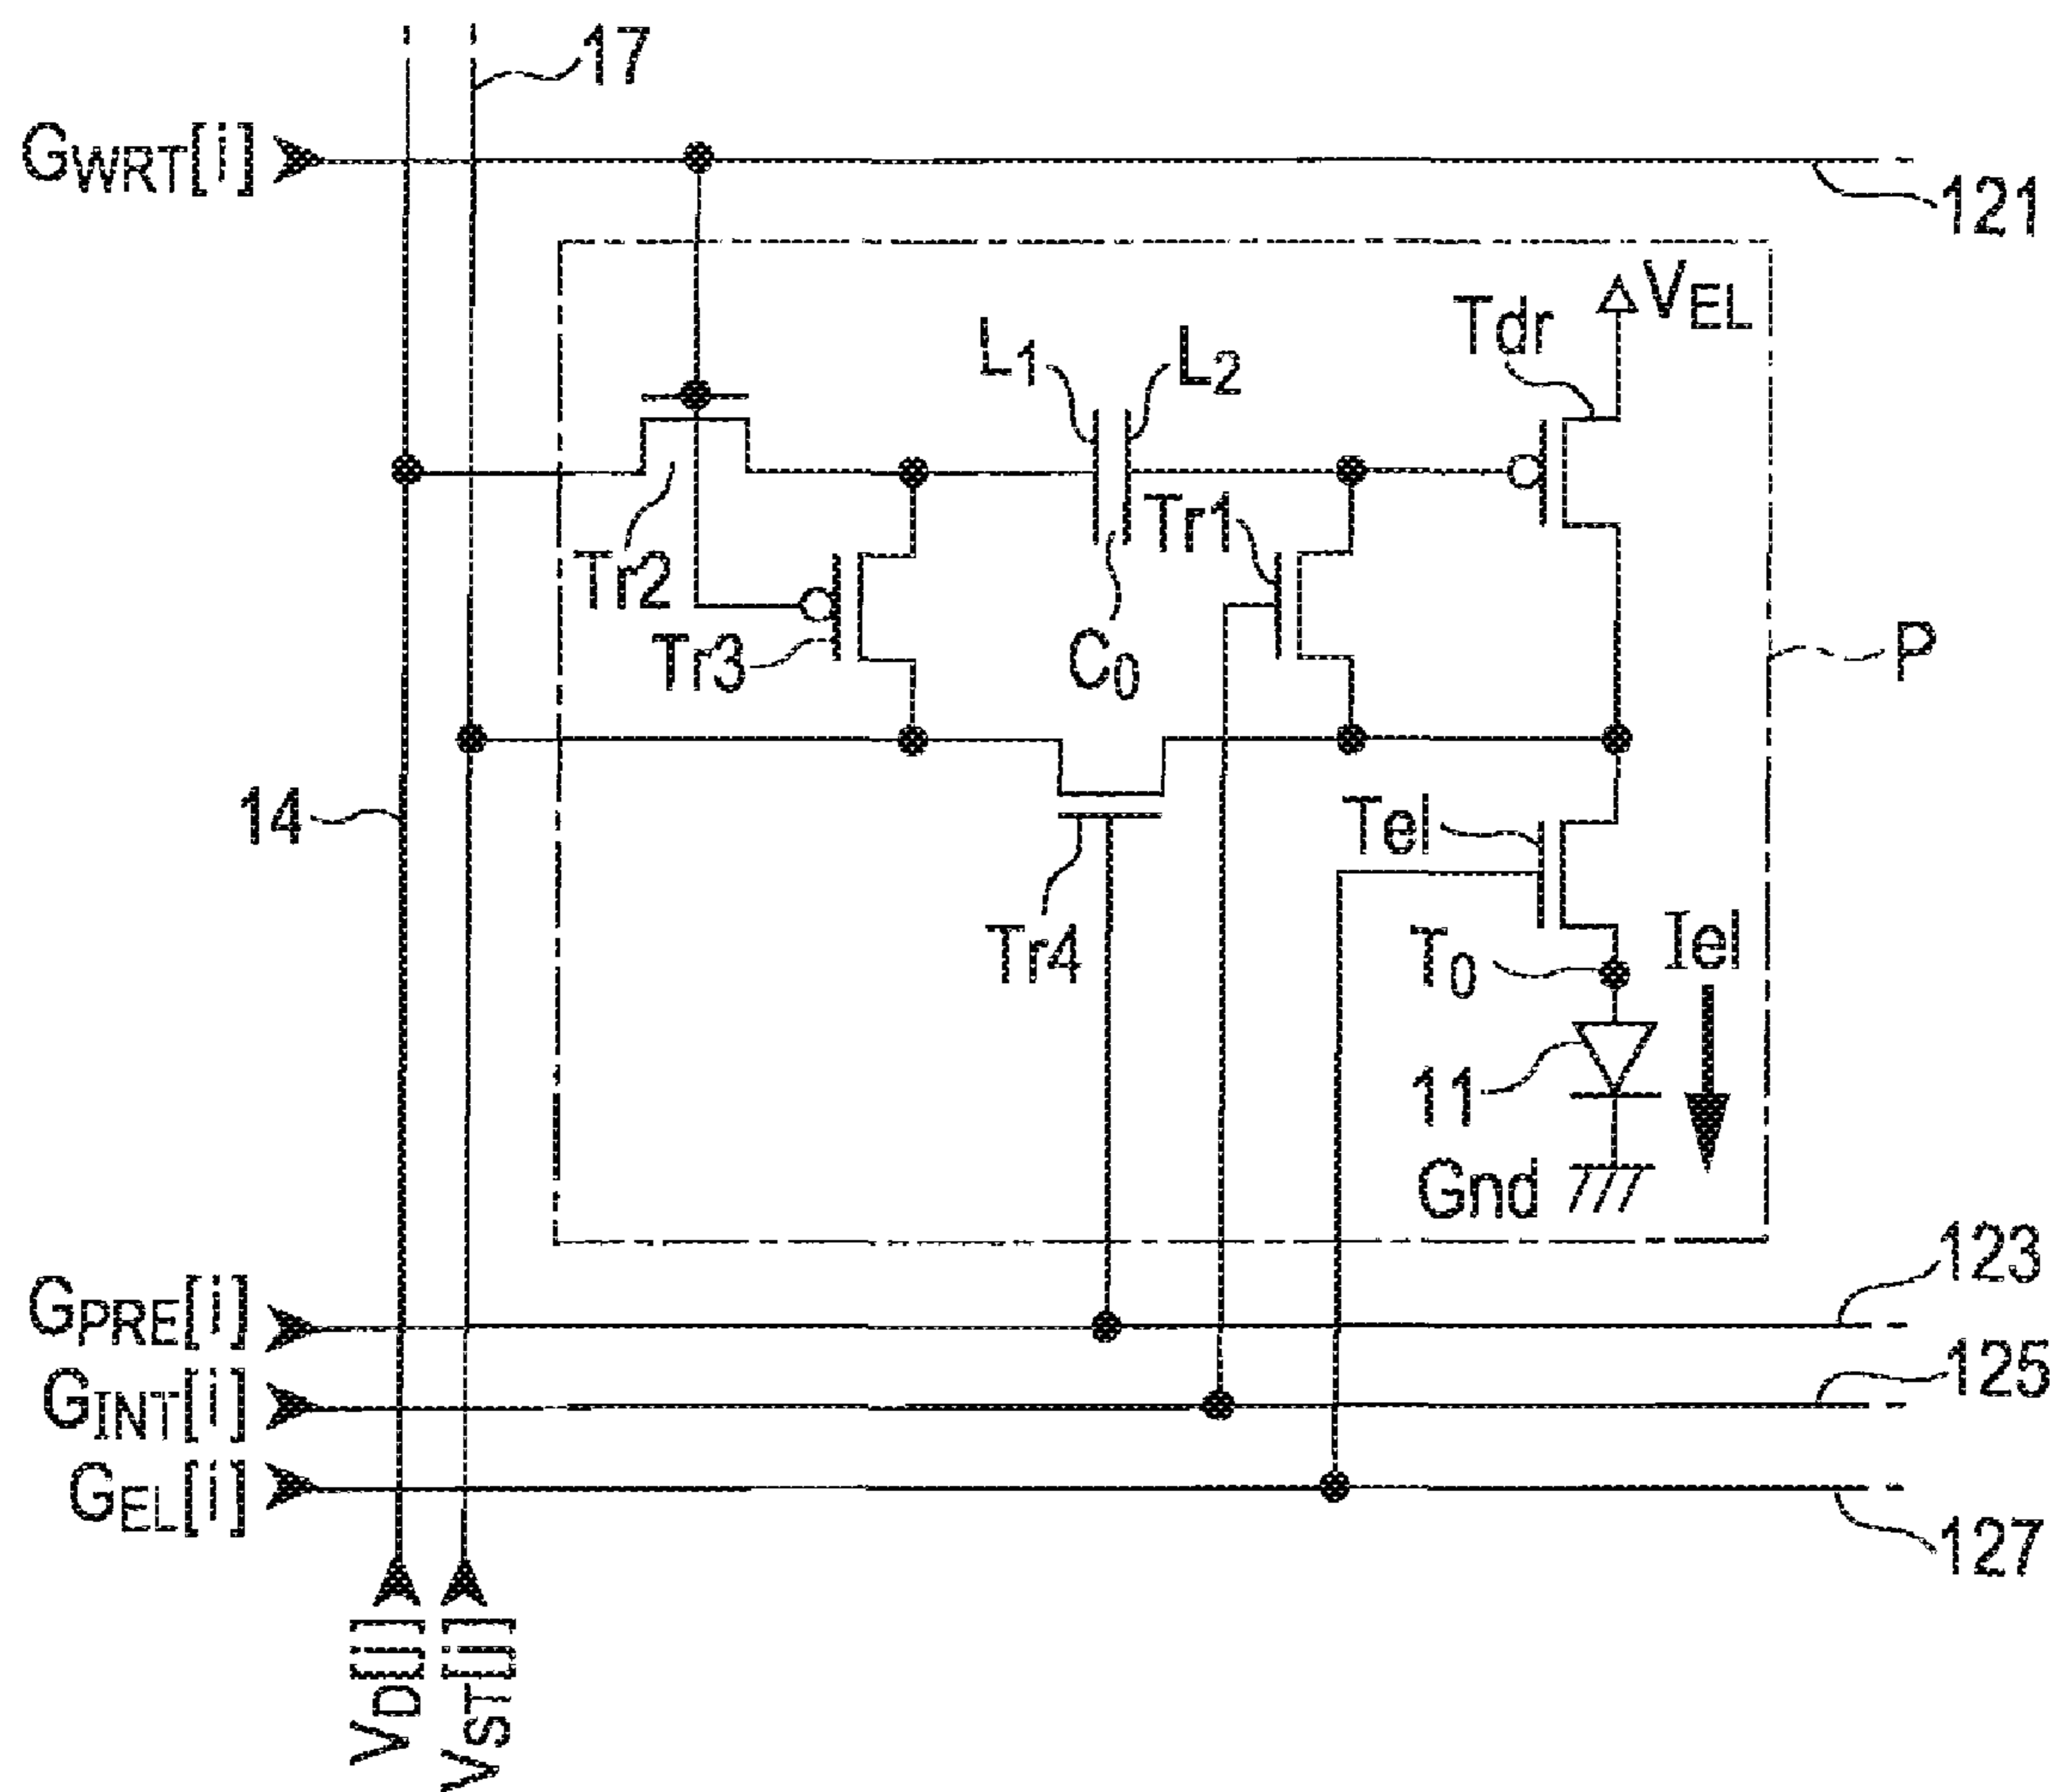 17
GWRT[i]
121
VEL
Tdr
L1
L2
Tr1
Tr2
Tr3
C0
P
14
Tel
Tr4
T0
Iel
11
Gnd
123
GPRE[i]
125
GINT[i]
GEL[i]
127
VD[j]
VST[j]